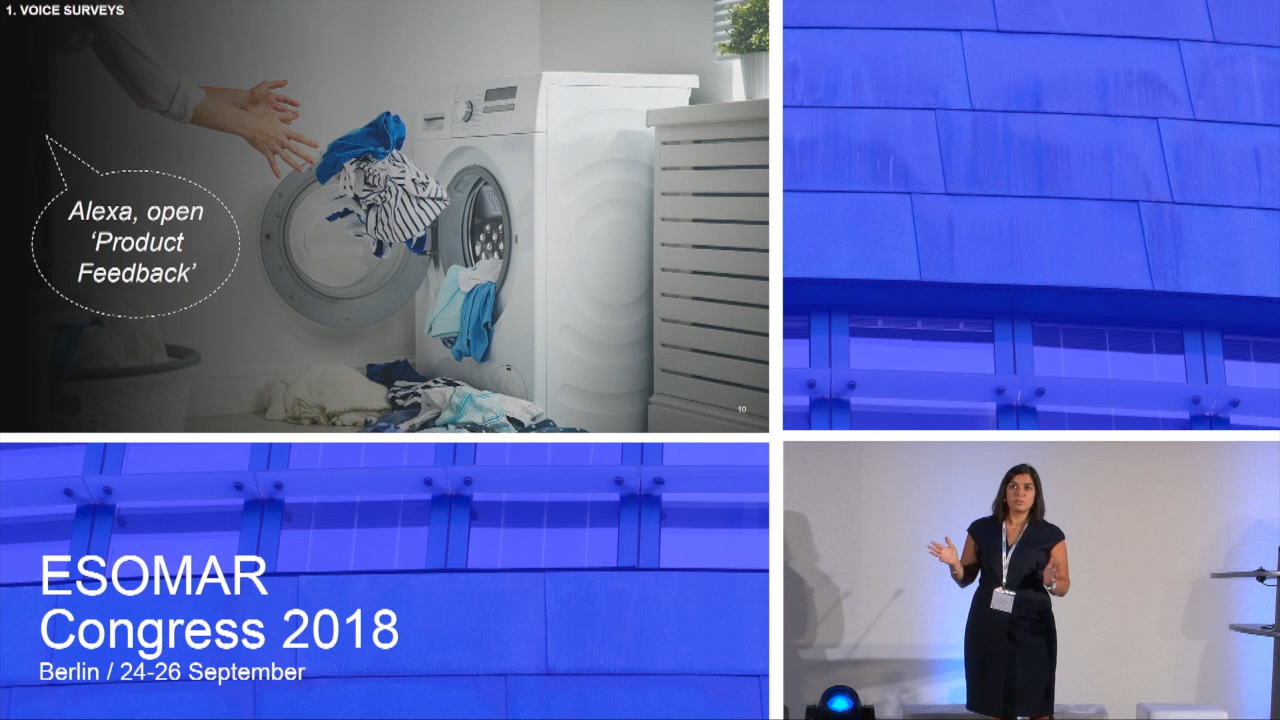 1. VOICE SURVEYS
Alexa, open
‘Product
Feedback’
10
ESOMAR
Congress 2018
Berlin / 24-26 September